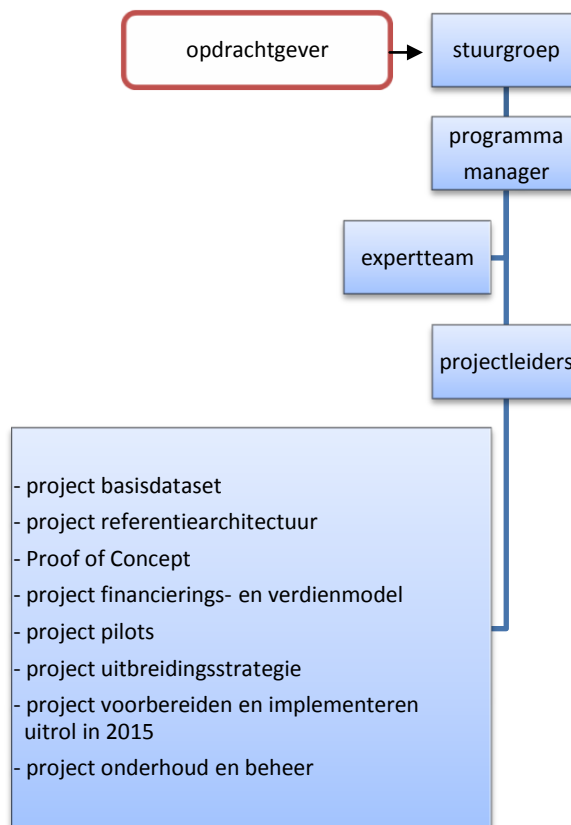 opdrachtgever
stuurgroep
programma
manager
expertteam
projectleiders
- project basisdataset
- project referentiearchitectuur
- Proof of Concept
- project financierings- en verdienmodel
- project pilots
- project uitbreidingsstrategie
- project voorbereiden en implementeren
uitrol in 2015
- project onderhoud en beheer